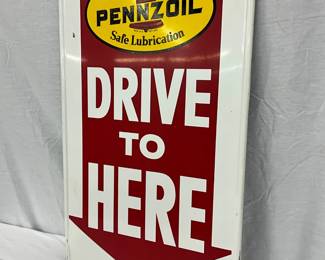 PENNZOIL
Safe Lubrication
DRIVE
TO
HERE